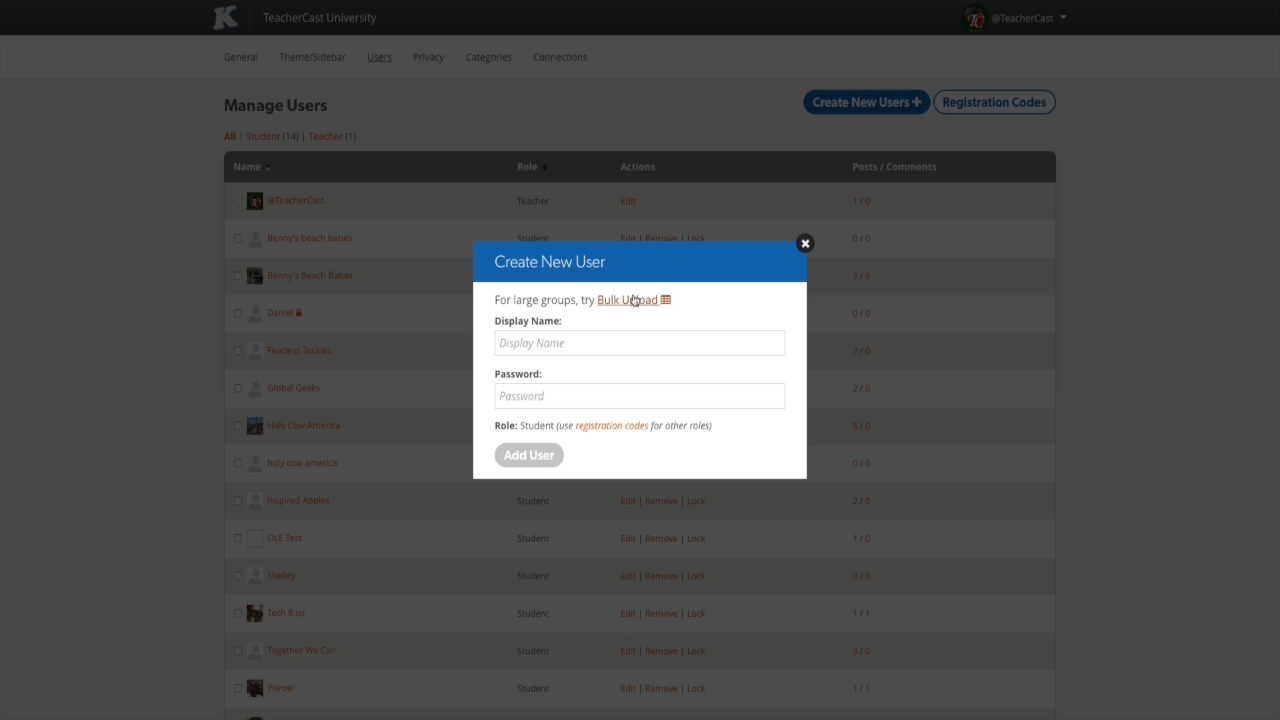 TeacherCast University
@TeacherCast
General Theme/Sidebar Users Privacy Categories Connections
Manage Users
Create New Users + Registration Codes
All | Student (14) | Teacher (1)
Name Role Actions Posts / Comments
@TeacherCast Teacher Edit 1 / 0
Benny's beach babes Student Edit | Remove | Lock 0 / 0
Benny's Beach Babes 2 / 0
Daniel 0 / 0
Fearless Teckies 2 / 0
Global Geeks 2 / 0
Holy Cow America 5 / 0
holy cow america 0 / 0
Inspired Apples Student Edit | Remove | Lock 2 / 0
OLE Test Student Edit | Remove | Lock 1 / 0
Shelley Student Edit | Remove | Lock 0 / 0
Tech R us Student Edit | Remove | Lock 1 / 1
Together We Can Student Edit | Remove | Lock 3 / 0
Yisroel Student Edit | Remove | Lock 1 / 1
Create New User
For large groups, try Bulk Upload
Display Name:
Display Name
Password:
Password
Role: Student (use registration codes for other roles)
Add User